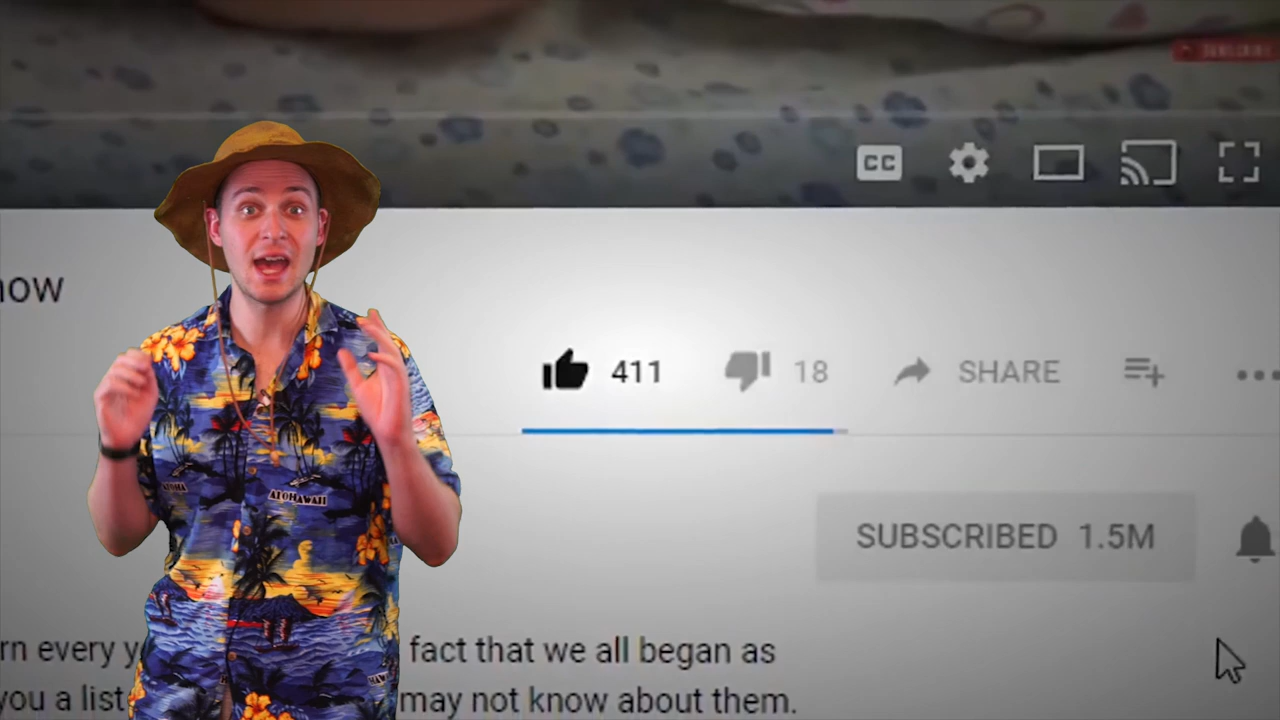 SUBSCRIBE
CC
now
411 18 SHARE
SUBSCRIBED 1.5M
ALOHAWAII
rn every y fact that we all began as
you a list may not know about them.